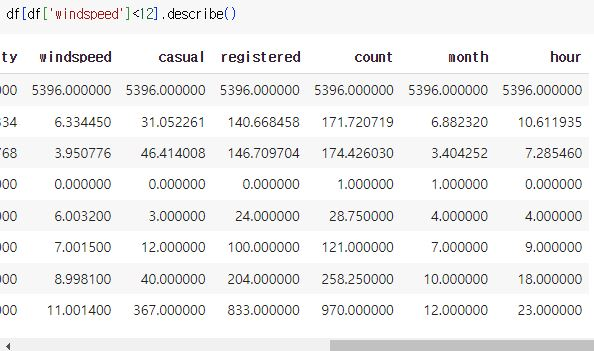 df[df['windspeed']<12].describe()
ty windspeed casual registered count month hour
000 5396.000000 5396.000000 5396.000000 5396.000000 5396.000000 5396.000000
334 6.334450 31.052261 140.668458 171.720719 6.882320 10.611935
768 3.950776 46.414008 146.709704 174.426030 3.404252 7.285460
000 0.000000 0.000000 0.000000 1.000000 1.000000 0.000000
000 6.003200 3.000000 24.000000 28.750000 4.000000 4.000000
000 7.001500 12.000000 100.000000 121.000000 7.000000 9.000000
000 8.998100 40.000000 204.000000 258.250000 10.000000 18.000000
000 11.001400 367.000000 833.000000 970.000000 12.000000 23.000000